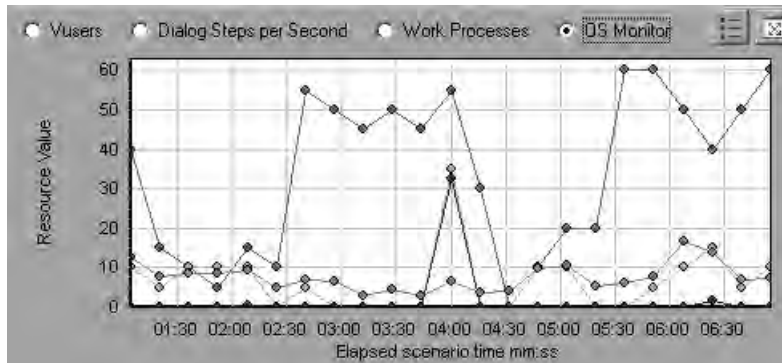 Vusers Dialog Steps per Second Work Processes OS Monitor
60
50
40
30
20
10
0
Resource Value
01:30 02:00 02:30 03:00 03:30 04:00 04:30 05:00 05:30 06:00 06:30
Elapsed scenario time mm:ss